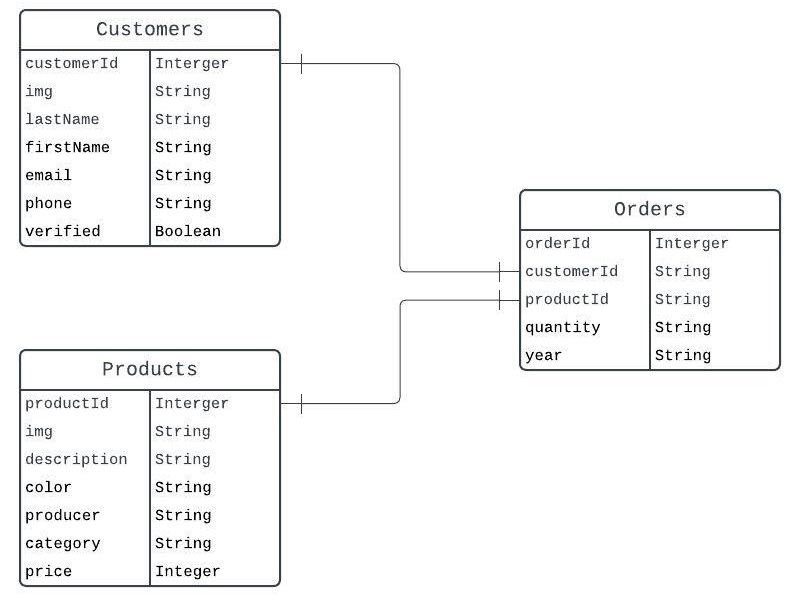 Customers
customerId Interger
img String
lastName String
firstName String
email String
phone String
verified Boolean
Orders
orderId Interger
customerId String
productId String
quantity String
year String
Products
productId Interger
img String
description String
color String
producer String
category String
price Integer